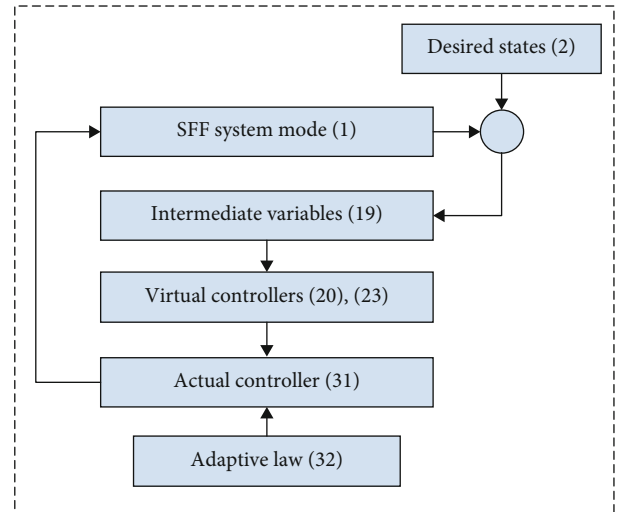 Desired states (2)
SFF system mode (1)
Intermediate variables (19)
Virtual controllers (20), (23)
Actual controller (31)
Adaptive law (32)